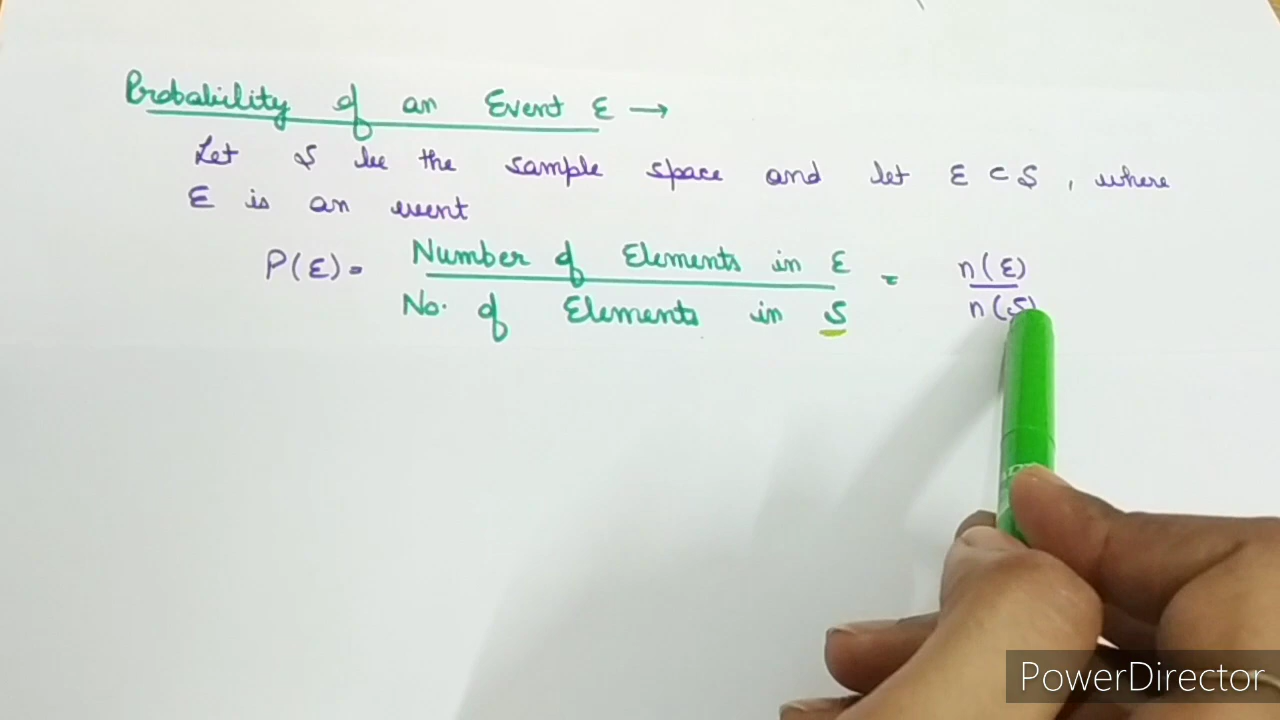 Probability of an Event E →
Let S be the sample space and let E ⊂ S, where
E is an event
P(E) = Number of Elements in E / No. of Elements in S = n(E) / n(S)
PowerDirector